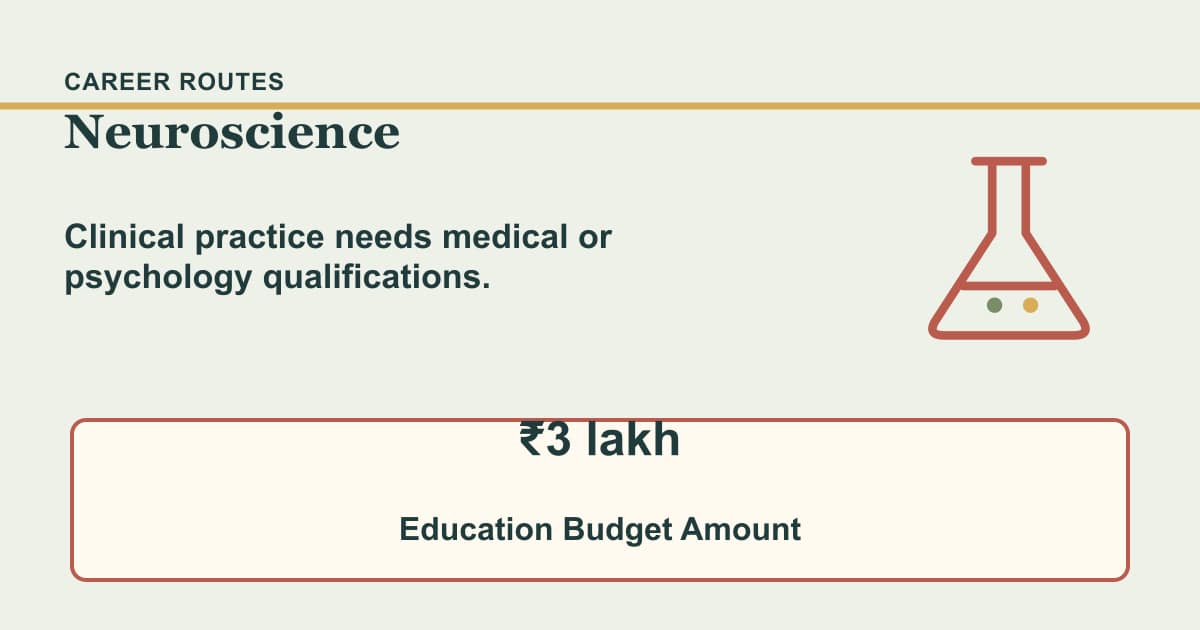 CAREER ROUTES
Neuroscience
Clinical practice needs medical or
psychology qualifications.
₹3 lakh
Education Budget Amount